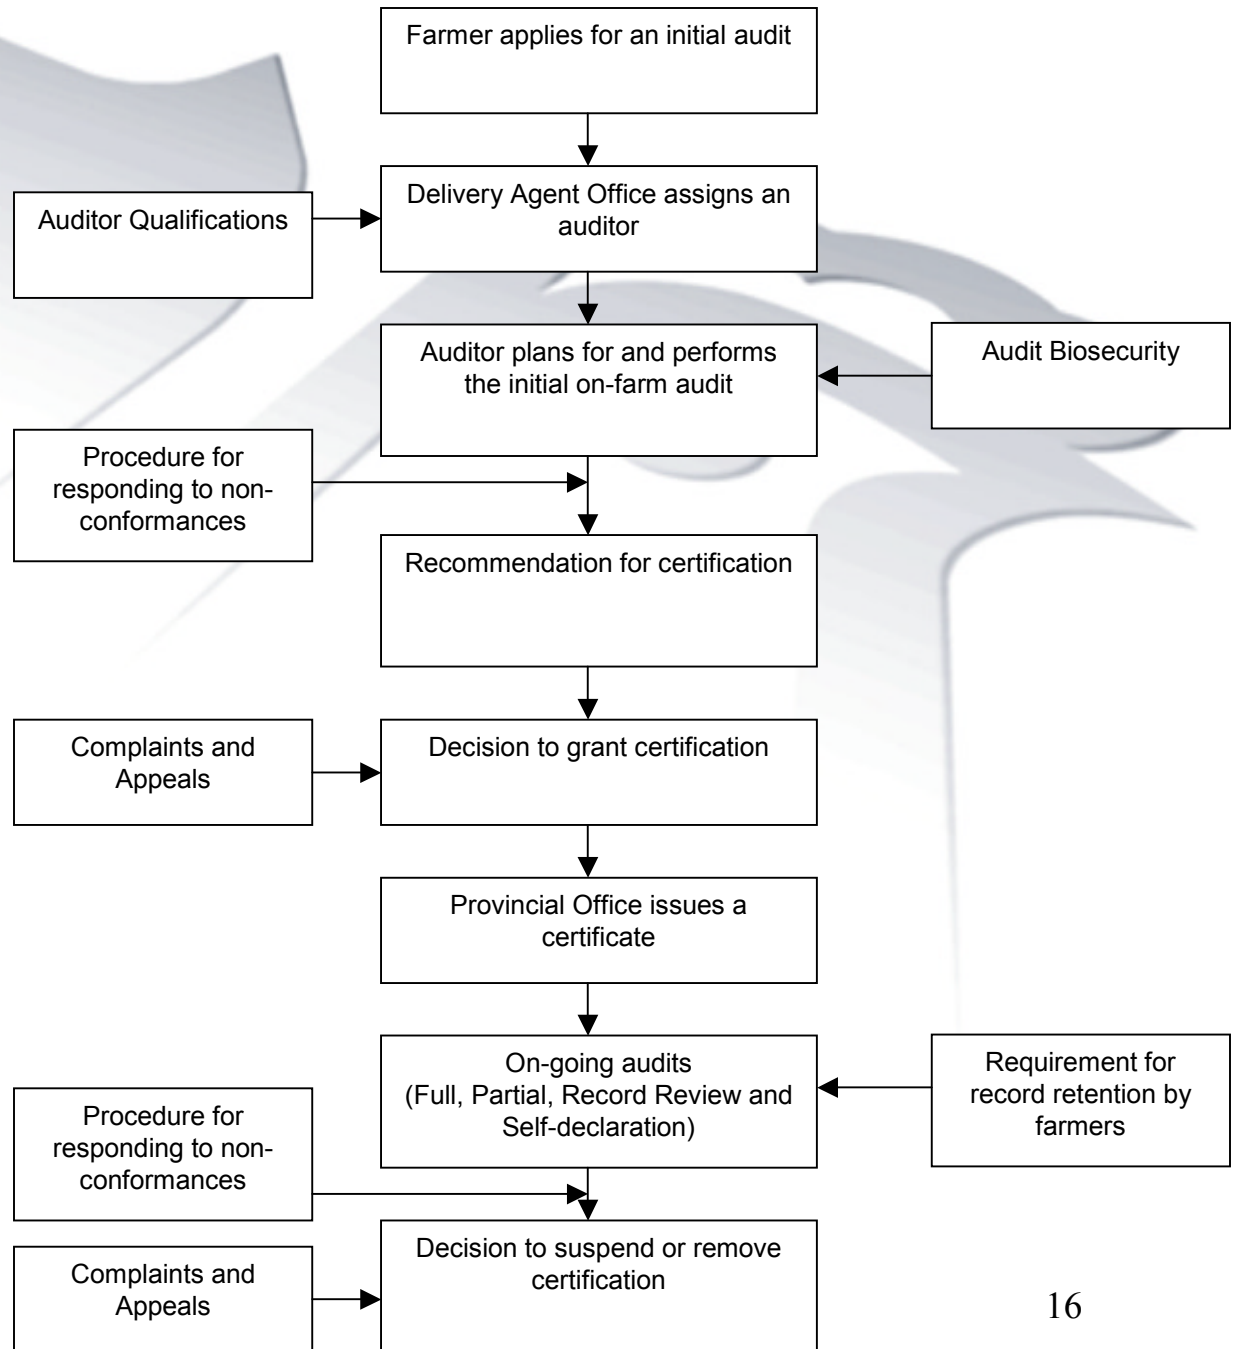 Farmer applies for an initial audit
Delivery Agent Office assigns an
auditor
Auditor Qualifications
Auditor plans for and performs
the initial on-farm audit
Audit Biosecurity
Procedure for
responding to non-
conformances
Recommendation for certification
Complaints and
Appeals
Decision to grant certification
Provincial Office issues a
certificate
On-going audits
(Full, Partial, Record Review and
Self-declaration)
Requirement for
record retention by
farmers
Procedure for
responding to non-
conformances
Decision to suspend or remove
certification
Complaints and
Appeals
16